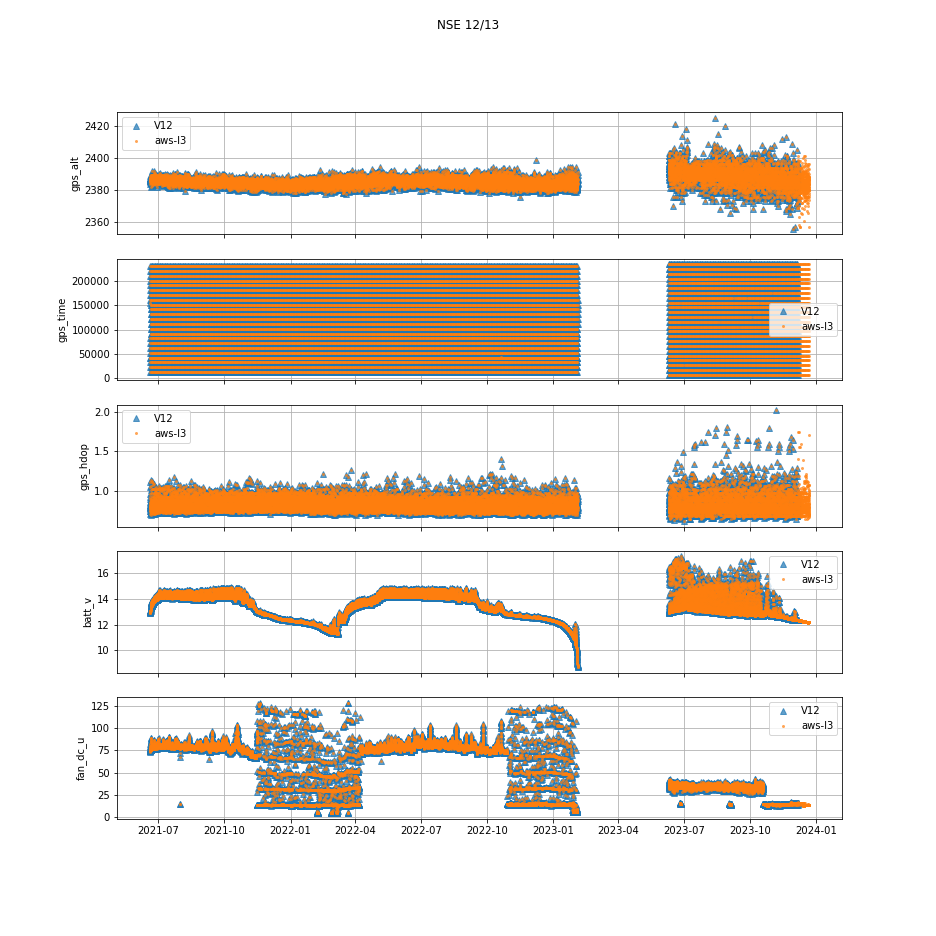 NSE 12/13
2420
2400
2380
2360
gps_alt
V12
aws-l3
200000
150000
100000
50000
0
gps_time
V12
aws-l3
2.0
1.5
1.0
gps_hdop
V12
aws-l3
16
14
12
10
batt_v
V12
aws-l3
125
100
75
50
25
0
fan_dc_u
V12
aws-l3
2021-07 2021-10 2022-01 2022-04 2022-07 2022-10 2023-01 2023-04 2023-07 2023-10 2024-01